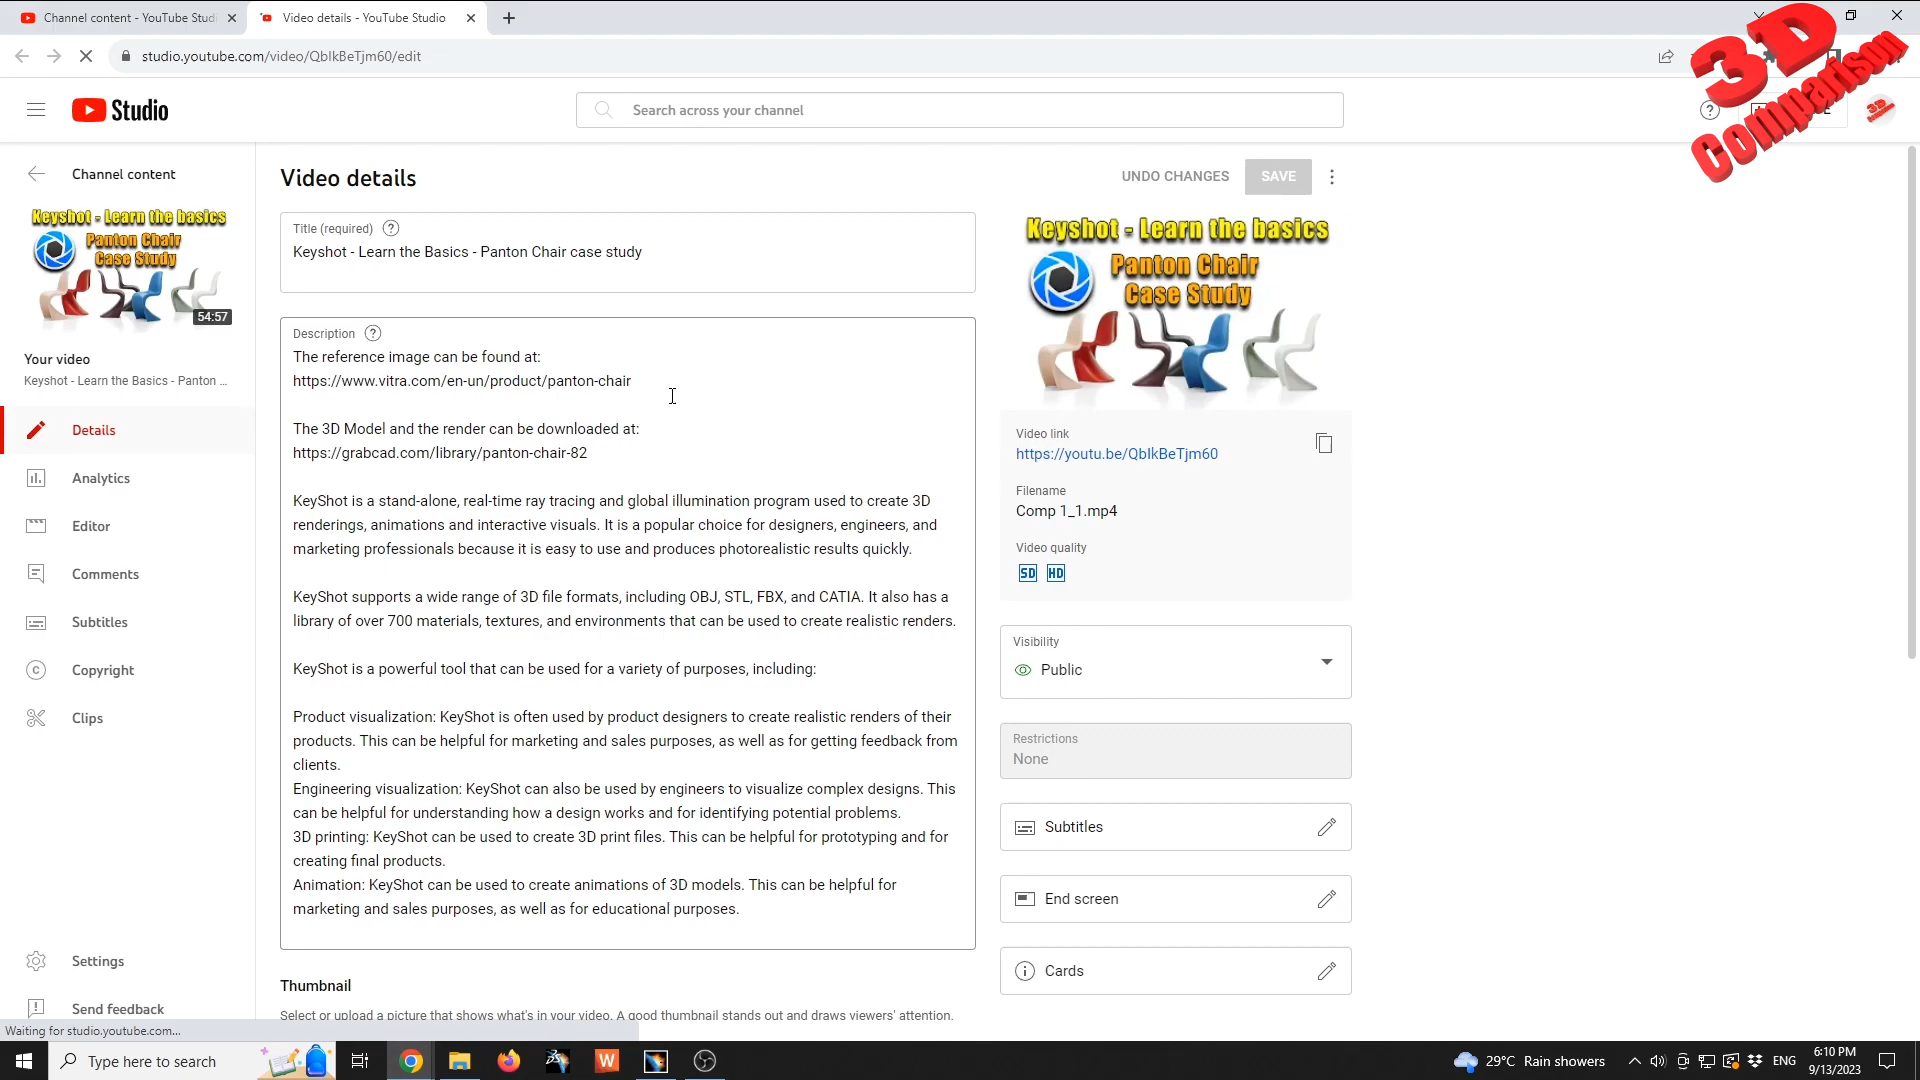 Channel content - YouTube Stud
Video details - YouTube Studio
studio.youtube.com/video/QbIkBeTjm60/edit
3D
Comparison
Studio
Search across your channel
Channel content
Video details
UNDO CHANGES
SAVE
Keyshot - Learn the basics
Panton Chair
Case Study
54:57
Title (required)
Keyshot - Learn the Basics - Panton Chair case study
Keyshot - Learn the basics
Panton Chair
Case Study
Your video
Keyshot - Learn the Basics - Panton ...
Details
Analytics
Editor
Comments
Subtitles
Copyright
Clips
Settings
Send feedback
Description
The reference image can be found at:
https://www.vitra.com/en-un/product/panton-chair
The 3D Model and the render can be downloaded at:
https://grabcad.com/library/panton-chair-82
KeyShot is a stand-alone, real-time ray tracing and global illumination program used to create 3D
renderings, animations and interactive visuals. It is a popular choice for designers, engineers, and
marketing professionals because it is easy to use and produces photorealistic results quickly.
KeyShot supports a wide range of 3D file formats, including OBJ, STL, FBX, and CATIA. It also has a
library of over 700 materials, textures, and environments that can be used to create realistic renders.
KeyShot is a powerful tool that can be used for a variety of purposes, including:
Product visualization: KeyShot is often used by product designers to create realistic renders of their
products. This can be helpful for marketing and sales purposes, as well as for getting feedback from
clients.
Engineering visualization: KeyShot can also be used by engineers to visualize complex designs. This
can be helpful for understanding how a design works and for identifying potential problems.
3D printing: KeyShot can be used to create 3D print files. This can be helpful for prototyping and for
creating final products.
Animation: KeyShot can be used to create animations of 3D models. This can be helpful for
marketing and sales purposes, as well as for educational purposes.
Thumbnail
Select or upload a picture that shows what's in your video. A good thumbnail stands out and draws viewers' attention.
Video link
https://youtu.be/QbIkBeTjm60
Filename
Comp 1_1.mp4
Video quality
SD HD
Visibility
Public
Restrictions
None
Subtitles
End screen
Cards
Waiting for studio.youtube.com...
Type here to search
29°C Rain showers
ENG
6:10 PM
9/13/2023